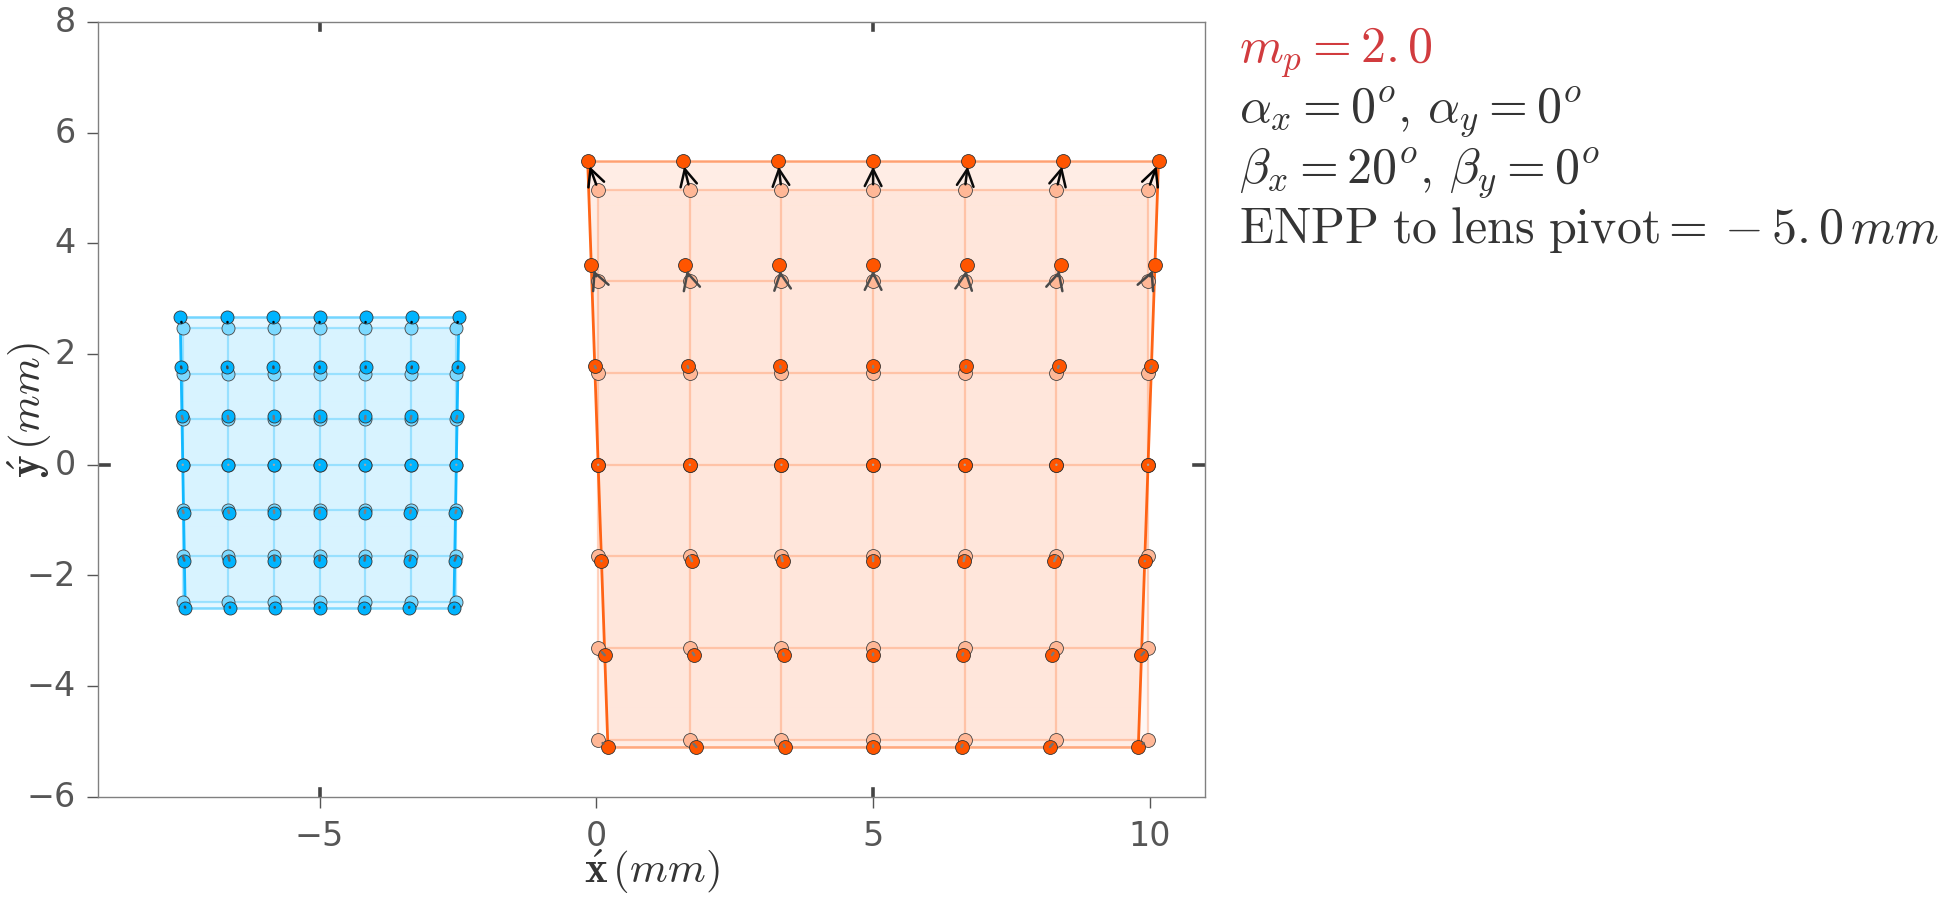 8
6
4
2
0
−2
−4
−6
−5
0
5
10
x́ (mm)
ý (mm)
m_p = 2.0
α_x = 0^o, α_y = 0^o
β_x = 20^o, β_y = 0^o
ENPP to lens pivot = −5.0 mm